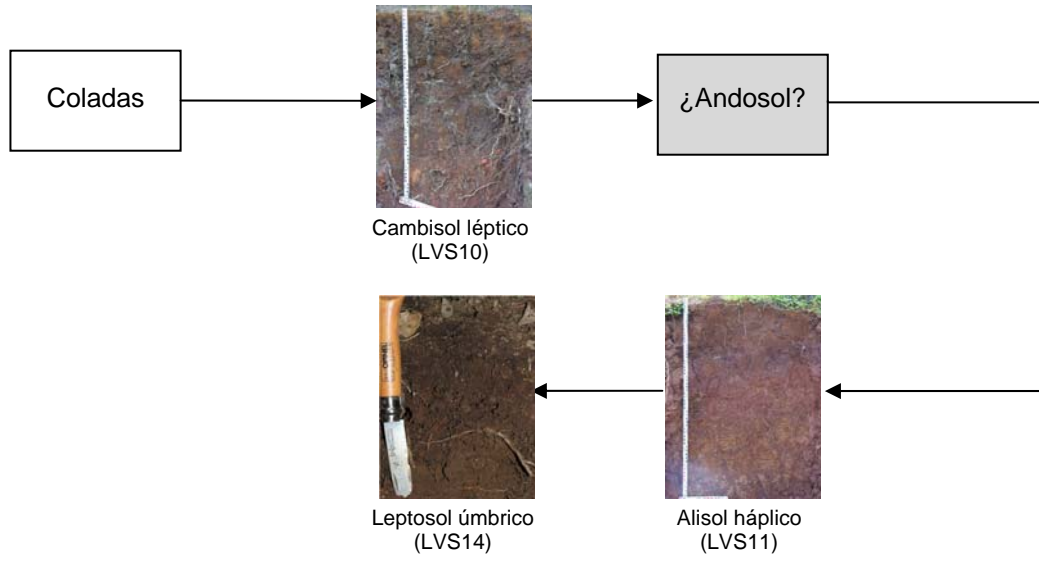 Coladas
¿Andosol?
Cambisol léptico
(LVS10)
Leptosol úmbrico
(LVS14)
Alisol háplico
(LVS11)